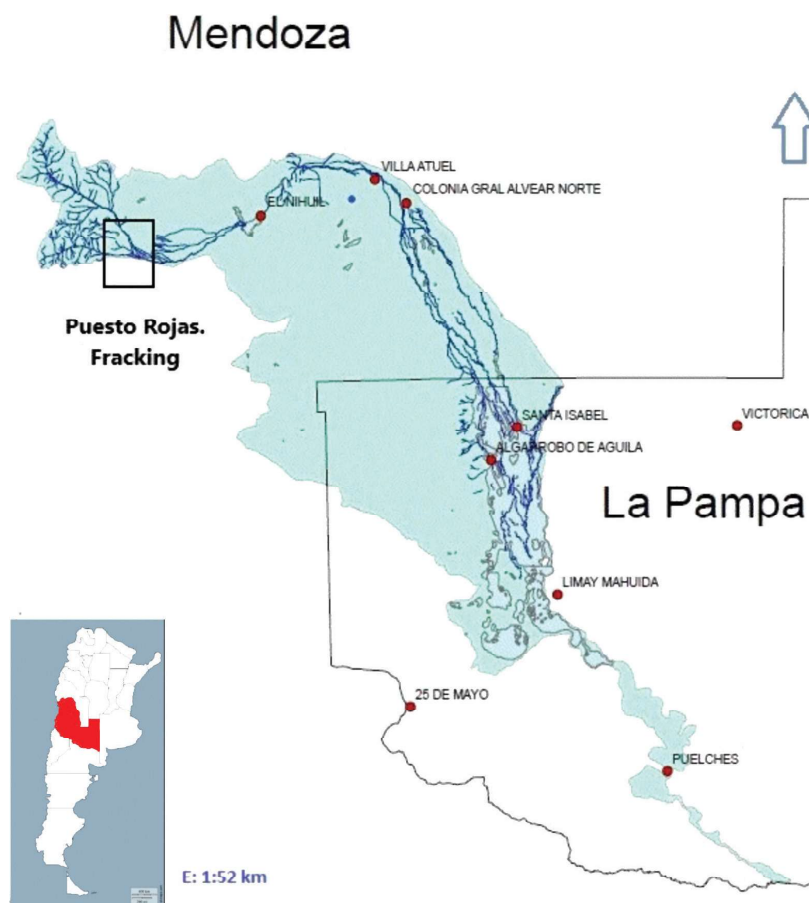 Mendoza
VILLA ATUEL
COLONIA GRAL ALVEAR NORTE
EL NIHUIL
Puesto Rojas.
Fracking
SANTA ISABEL
VICTORICA
ALGARROBO DE AGUILA
La Pampa
LIMAY MAHUIDA
25 DE MAYO
PUELCHES
E: 1:52 km